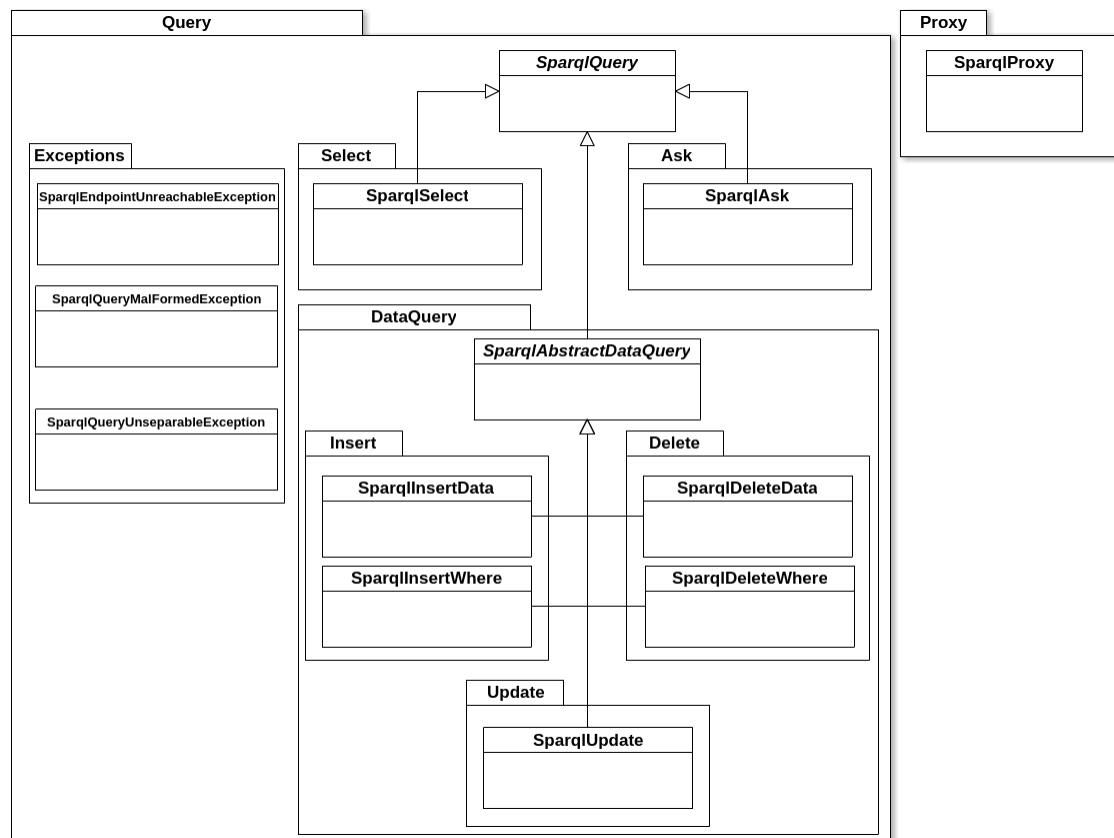 Query
Proxy
SparqlQuery
SparqlProxy
Exceptions
Select
Ask
SparqlEndpointUnreachableException
SparqlSelect
SparqlAsk
SparqlQueryMalFormedException
DataQuery
SparqlAbstractDataQuery
SparqlQueryUnseparableException
Insert
Delete
SparqlInsertData
SparqlDeleteData
SparqlInsertWhere
SparqlDeleteWhere
Update
SparqlUpdate